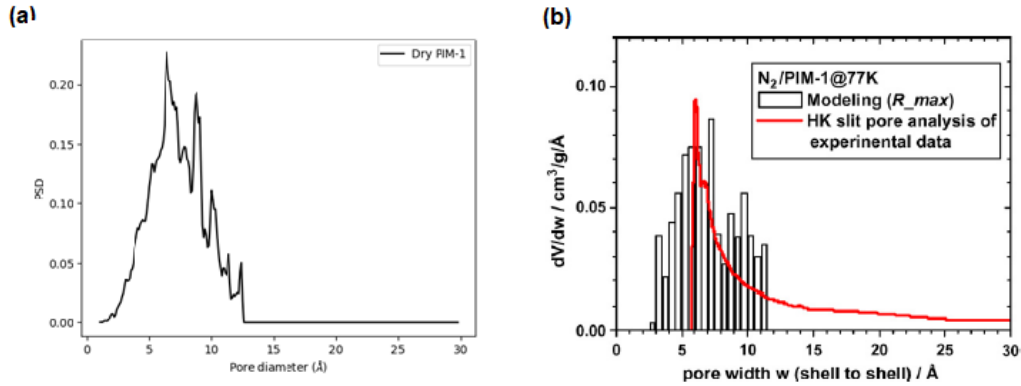 (a)
Dry PIM-1
0.20
0.15
0.10
0.05
0.00
PSD
0
5
10
15
20
25
30
Pore diameter (Å)
(b)
N₂/PIM-1@77K
Modeling (R_max)
HK slit pore analysis of
experimental data
0.10
0.05
0.00
dV/dw / cm³/g/Å
0
5
10
15
20
25
30
pore width w (shell to shell) / Å